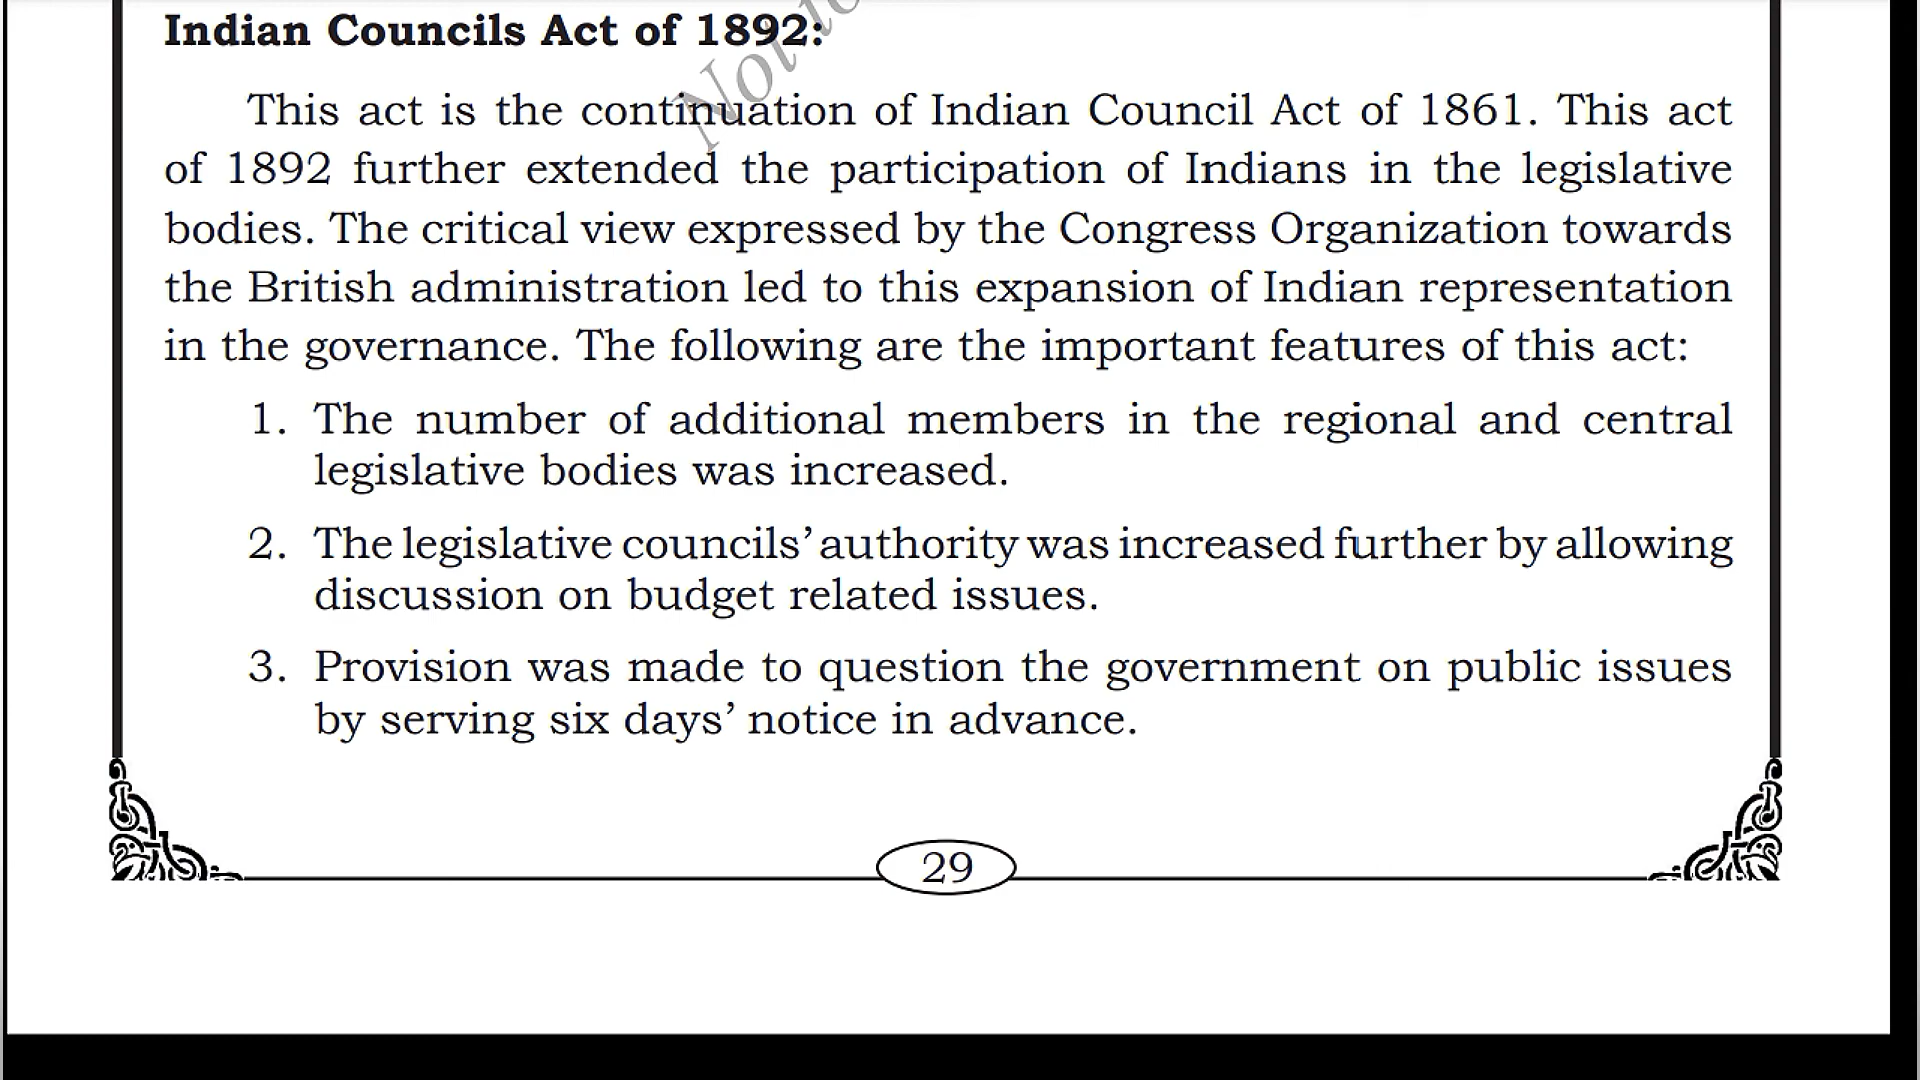 Indian Councils Act of 1892:
This act is the continuation of Indian Council Act of 1861. This act
of 1892 further extended the participation of Indians in the legislative
bodies. The critical view expressed by the Congress Organization towards
the British administration led to this expansion of Indian representation
in the governance. The following are the important features of this act:
1. The number of additional members in the regional and central
legislative bodies was increased.
2. The legislative councils’ authority was increased further by allowing
discussion on budget related issues.
3. Provision was made to question the government on public issues
by serving six days’ notice in advance.
29